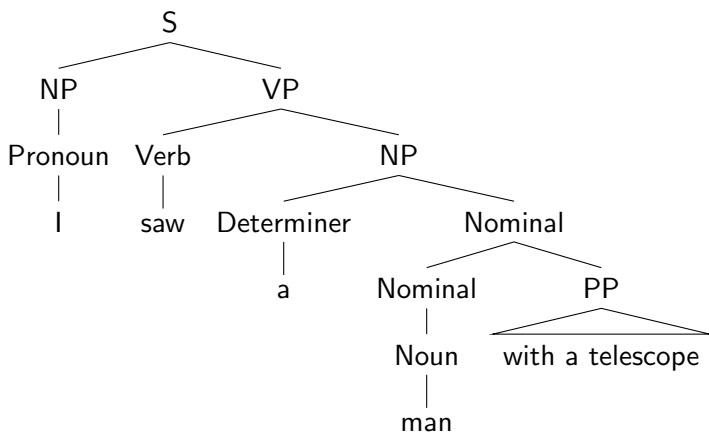 S
NP VP
Pronoun Verb NP
I saw Determiner Nominal
a Nominal PP
Noun with a telescope
man